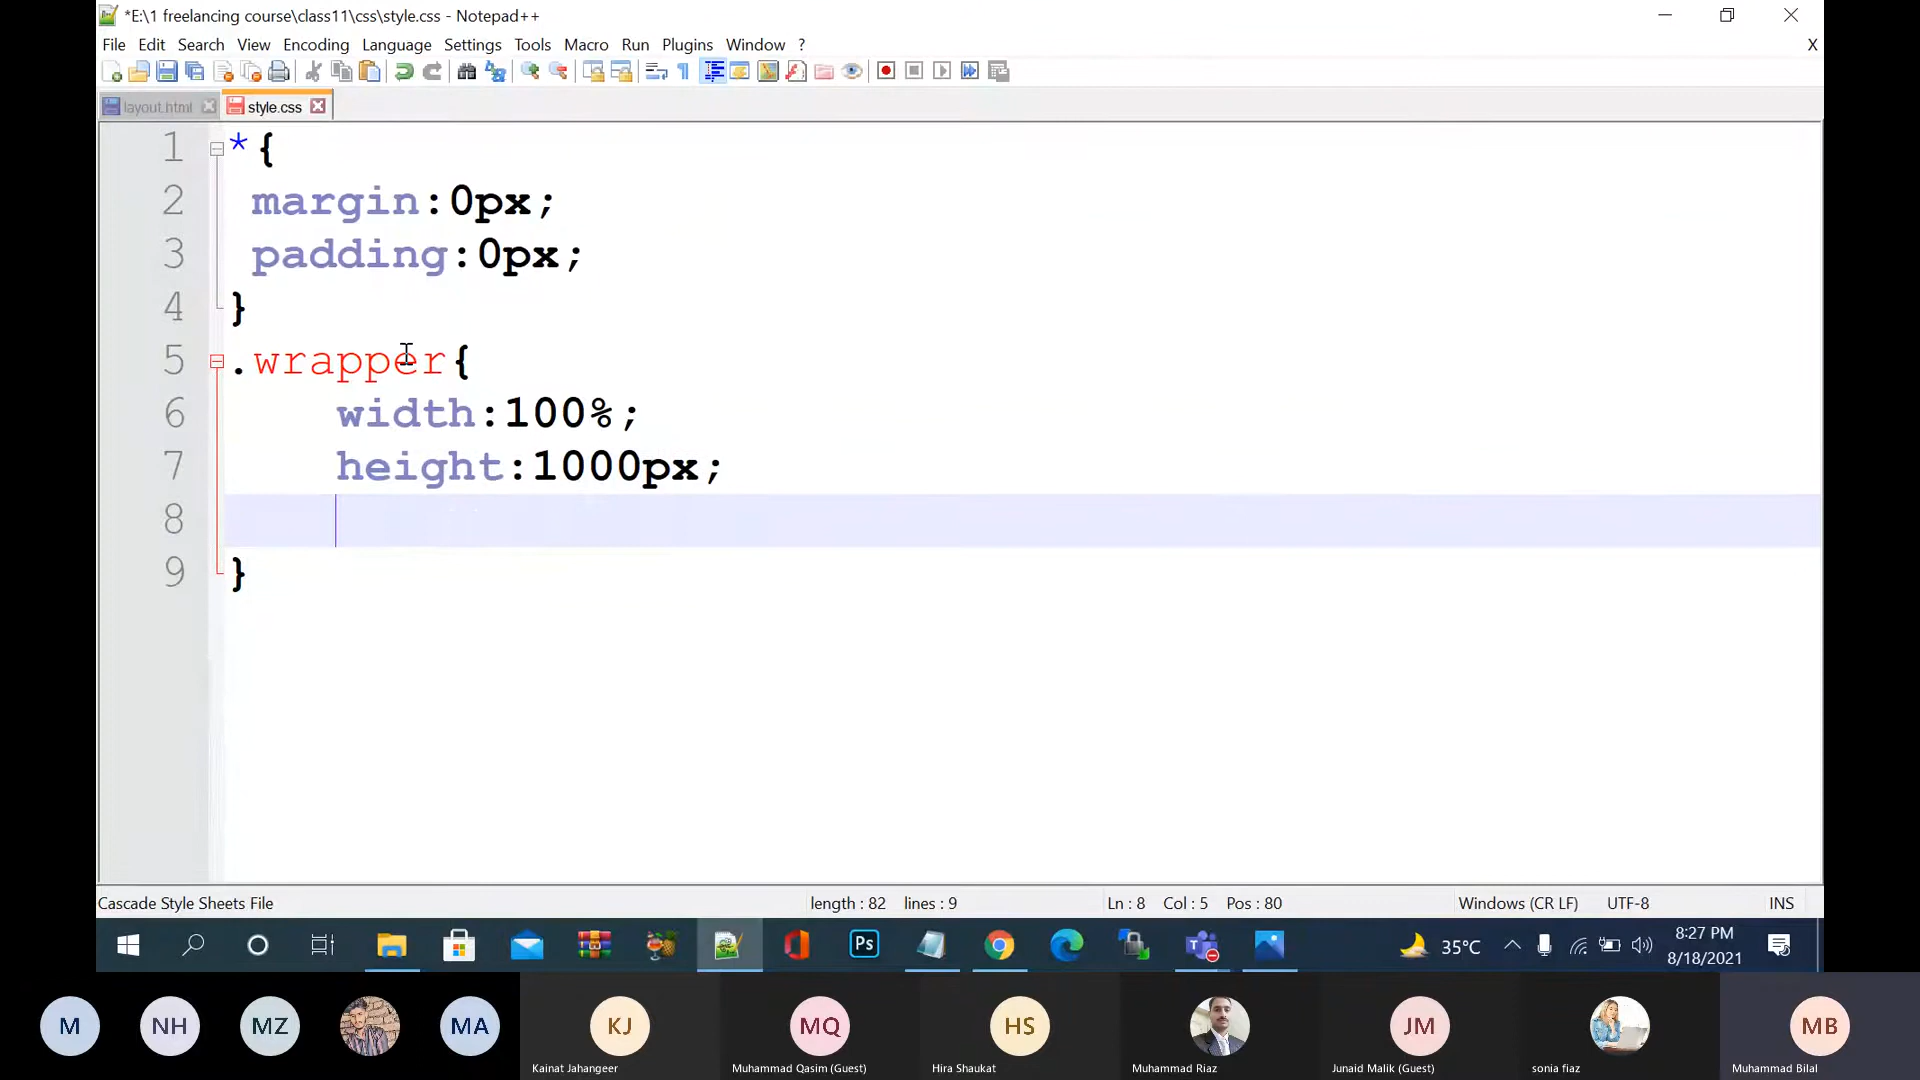 *E:\1 freelancing course\class11\css\style.css - Notepad++
File Edit Search View Encoding Language Settings Tools Macro Run Plugins Window ? X
layout.html style.css
1 *{
2 margin:0px;
3 padding:0px;
4 }
5 .wrapper{
6 width:100%;
7 height:1000px;
8
9 }
Cascade Style Sheets File length : 82 lines : 9 Ln : 8 Col : 5 Pos : 80 Windows (CR LF) UTF-8 INS
Ps 35°C 8:27 PM
8/18/2021
M NH MZ MA KJ MQ HS JM MB
Kainat Jahangeer Muhammad Qasim (Guest) Hira Shaukat Muhammad Riaz Junaid Malik (Guest) sonia fiaz Muhammad Bilal